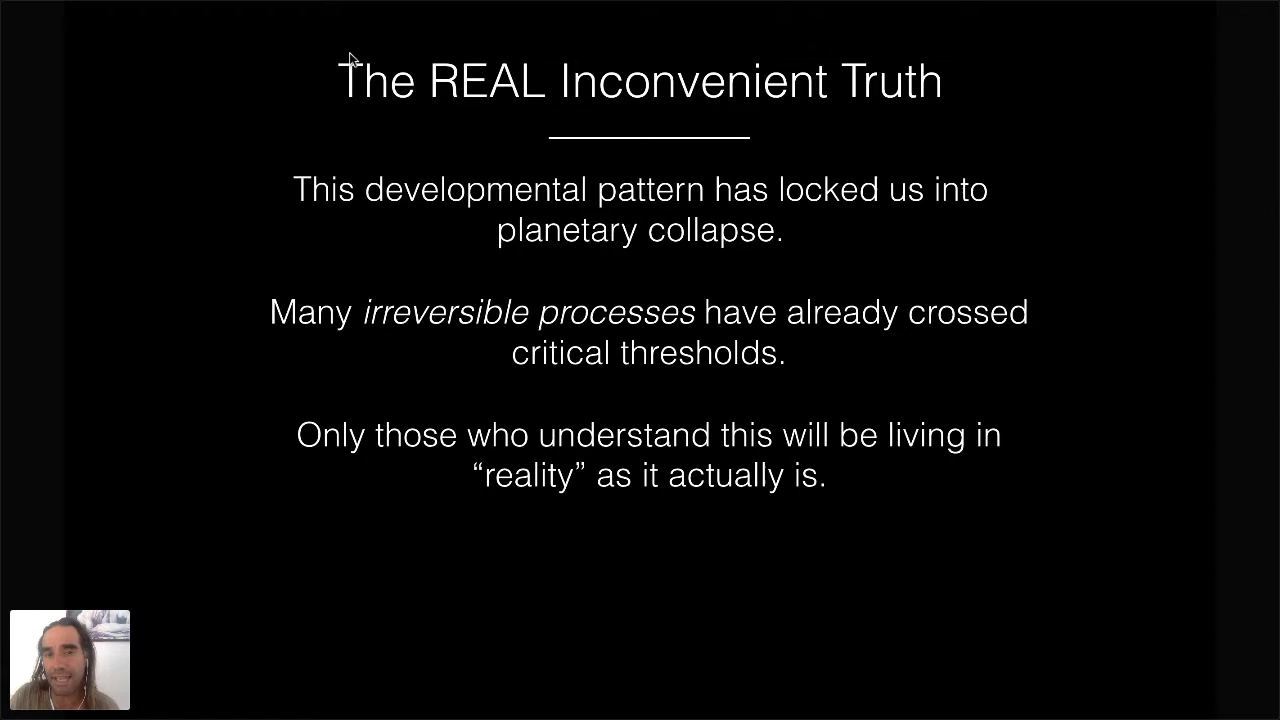 The REAL Inconvenient Truth
This developmental pattern has locked us into
planetary collapse.
Many irreversible processes have already crossed
critical thresholds.
Only those who understand this will be living in
“reality” as it actually is.